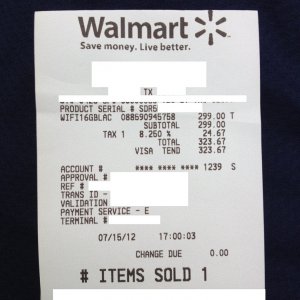 Walmart
Save money. Live better.
TX
PRODUCT SERIAL # SDR6
WIFI16GBLAC 088690945758 299.00 T
SUBTOTAL 299.00
TAX 1 8.250 % 24.67
TOTAL 323.67
VISA TEND 323.67
ACCOUNT # **** **** **** 1239 S
APPROVAL #
REF #
TRANS ID -
VALIDATION
PAYMENT SERVICE - E
TERMINAL #
07/15/12 17:00:03
CHANGE DUE 0.00
# ITEMS SOLD 1